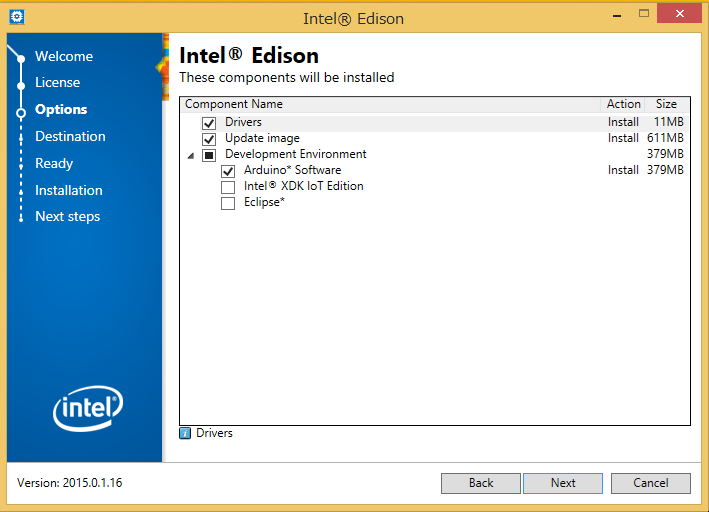 Intel® Edison
Welcome
License
Options
Destination
Ready
Installation
Next steps
intel
Intel® Edison
These components will be installed
Component Name Action Size
Drivers Install 11MB
Update image Install 611MB
Development Environment 379MB
Arduino* Software Install 379MB
Intel® XDK IoT Edition
Eclipse*
Drivers
Version: 2015.0.1.16
Back Next Cancel